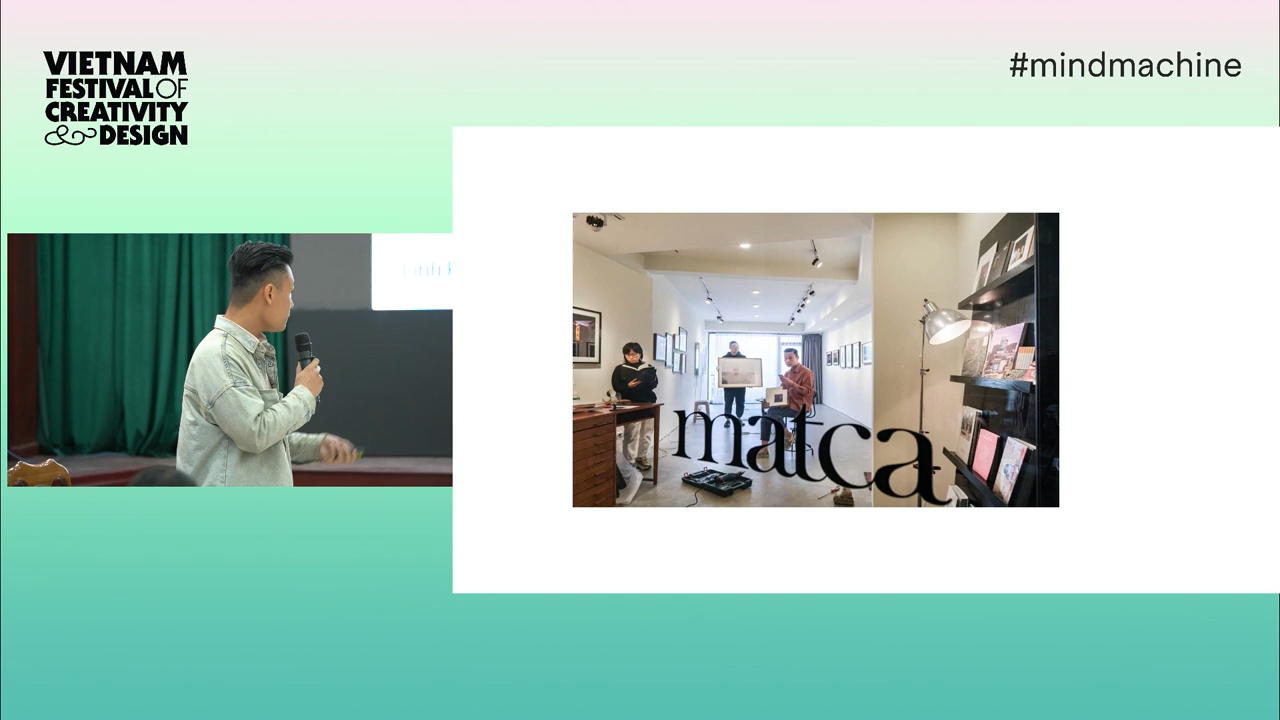 VIETNAM
FESTIVAL OF
CREATIVITY
& DESIGN
#mindmachine
matca